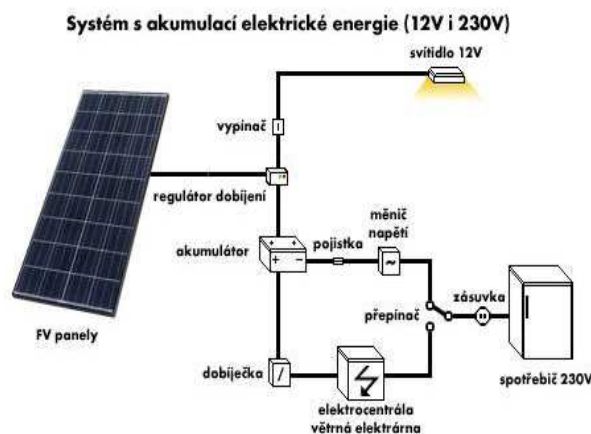 Systém s akumulací elektrické energie (12V i 230V)
svítidlo 12V
vypínač
regulátor dobíjení
akumulátor
pojistka
měnič
napětí
zásuvka
přepínač
FV panely
dobíječka
spotřebič 230V
elektrocentrála
větrná elektrárna